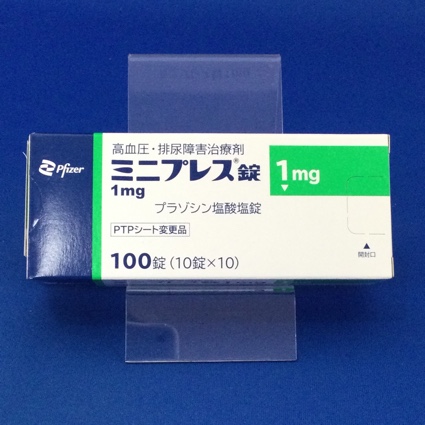 Pfizer
高血圧・排尿障害治療剤
ミニプレス®錠
1mg
プラゾシン塩酸塩錠
PTPシート変更品
100錠(10錠×10)
1mg
▼
▲
開封口